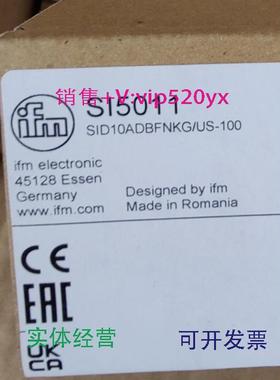 销售+V:vip520yx
ifm
SI5011
SID10ADBFNKG/US-100
ifm electronic
45128 Essen
Germany
www.ifm.com
Designed by ifm
Made in Romania
CE
EAC
UK
CA
实体经营
可开发票